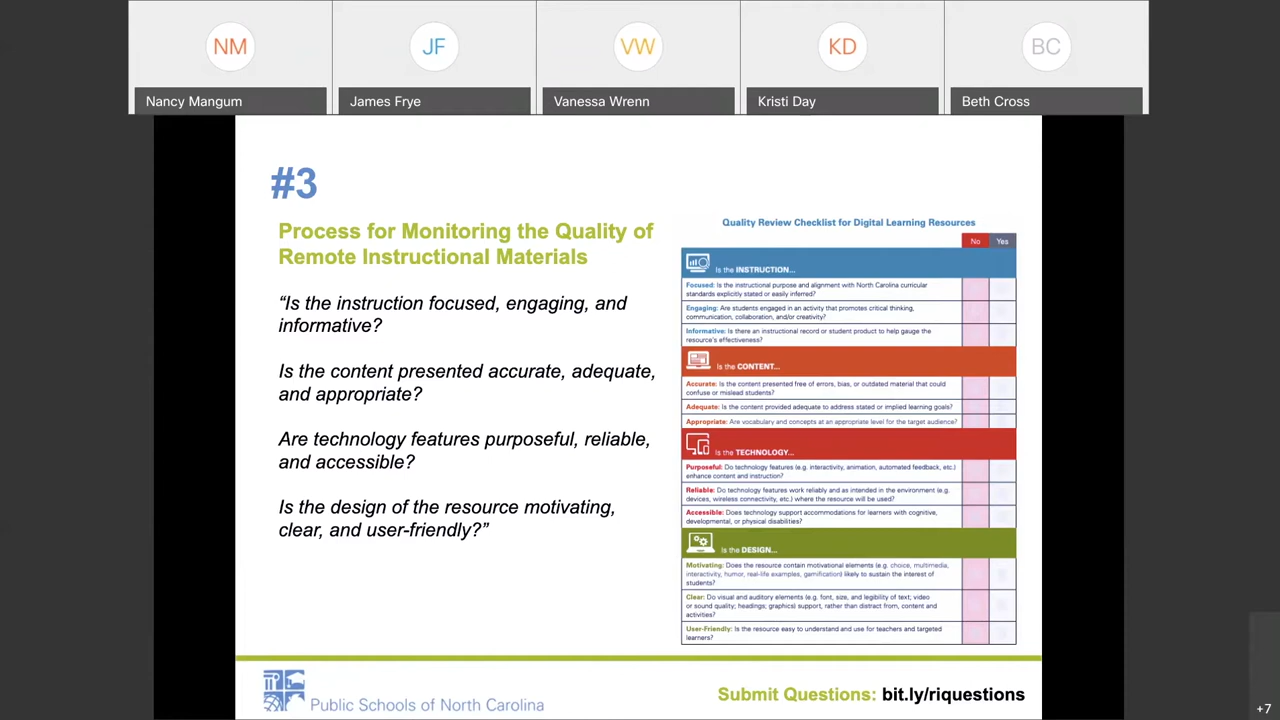 NM
JF
VW
KD
BC
Nancy Mangum
James Frye
Vanessa Wrenn
Kristi Day
Beth Cross
#3
Process for Monitoring the Quality of
Remote Instructional Materials
“Is the instruction focused, engaging, and
informative?
Is the content presented accurate, adequate,
and appropriate?
Are technology features purposeful, reliable,
and accessible?
Is the design of the resource motivating,
clear, and user-friendly?”
Quality Review Checklist for Digital Learning Resources
No Yes
Is the INSTRUCTION...
Focused: Is the instructional purpose and alignment with North Carolina curricular
standards explicitly stated or easily inferred?
Engaging: Are students engaged in an activity that promotes critical thinking,
communication, collaboration, and/or creativity?
Informative: Is there an instructional record or student product to help gauge the
resource's effectiveness?
Is the CONTENT...
Accurate: Is the content presented free of errors, bias, or outdated material that could
confuse or mislead students?
Adequate: Is the content provided adequate to address stated or implied learning goals?
Appropriate: Are vocabulary and concepts at an appropriate level for the target audience?
Is the TECHNOLOGY...
Purposeful: Do technology features (e.g. interactivity, animation, automated feedback, etc.)
enhance content and instruction?
Reliable: Do technology features work reliably and as intended in the environment (e.g.
devices, wireless connectivity, etc.) where the resource will be used?
Accessible: Does technology support accommodations for learners with cognitive,
developmental, or physical disabilities?
Is the DESIGN...
Motivating: Does the resource contain motivational elements (e.g. choice, multimedia,
interactivity, humor, real-life examples, gamification) likely to sustain the interest of
students?
Clear: Do visual and auditory elements (e.g. font, size, and legibility of text; video
or sound quality; headings; graphics) support, rather than distract from, content and
activities?
User-Friendly: Is the resource easy to understand and use for teachers and targeted
learners?
Public Schools of North Carolina
Submit Questions: bit.ly/riquestions
+7